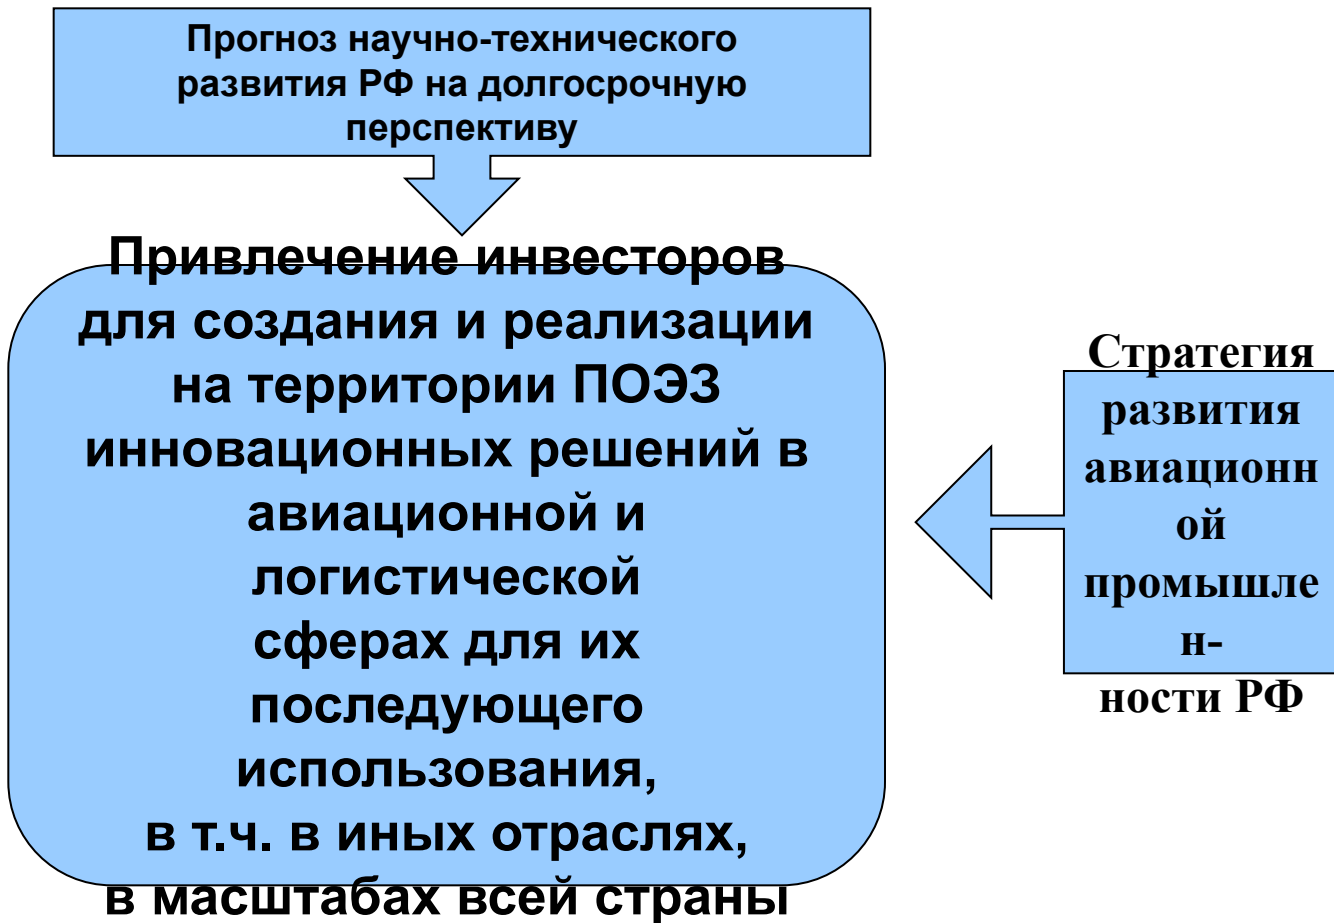 Прогноз научно-технического
развития РФ на долгосрочную
перспективу
Привлечение инвесторов
для создания и реализации
на территории ПОЭЗ
инновационных решений в
авиационной и
логистической
сферах для их
последующего
использования,
в т.ч. в иных отраслях,
в масштабах всей страны
Стратегия
развития
авиационн
ой
промышле
н-
ности РФ